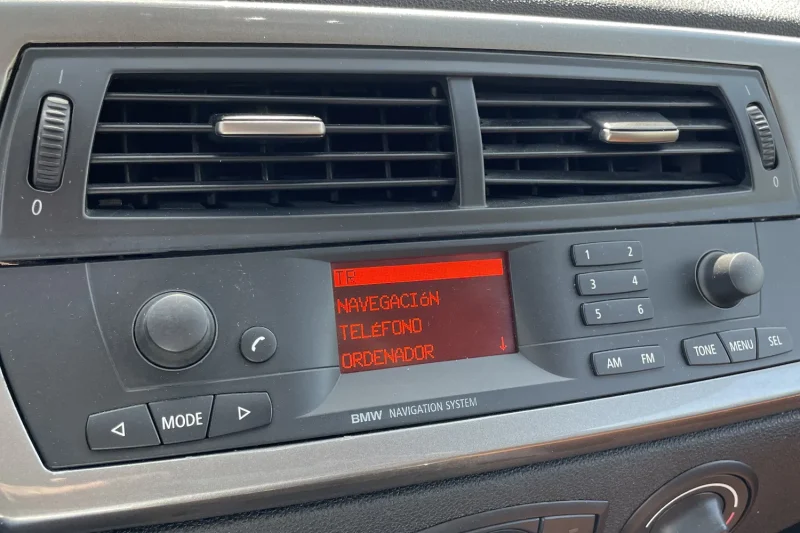 I
I
0
0
TP
NAVEGACIóN
TELéFONO
ORDENADOR
1 2
3 4
5 6
AM FM
TONE MENU SEL
MODE
BMW NAVIGATION SYSTEM